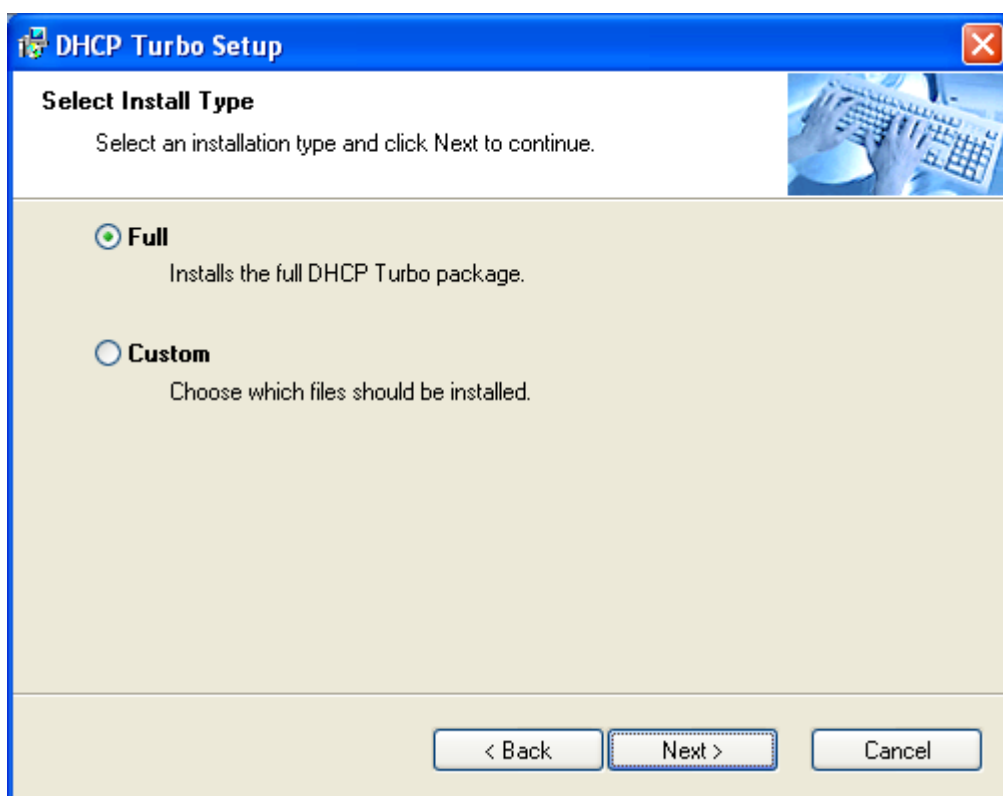 DHCP Turbo Setup
Select Install Type
Select an installation type and click Next to continue.
Full
Installs the full DHCP Turbo package.
Custom
Choose which files should be installed.
< Back
Next >
Cancel